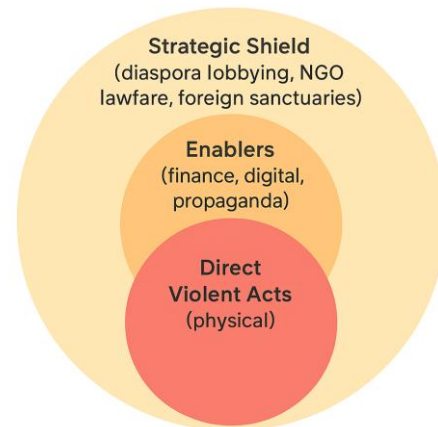 Strategic Shield
(diaspora lobbying, NGO
lawfare, foreign sanctuaries)
Enablers
(finance, digital,
propaganda)
Direct
Violent Acts
(physical)